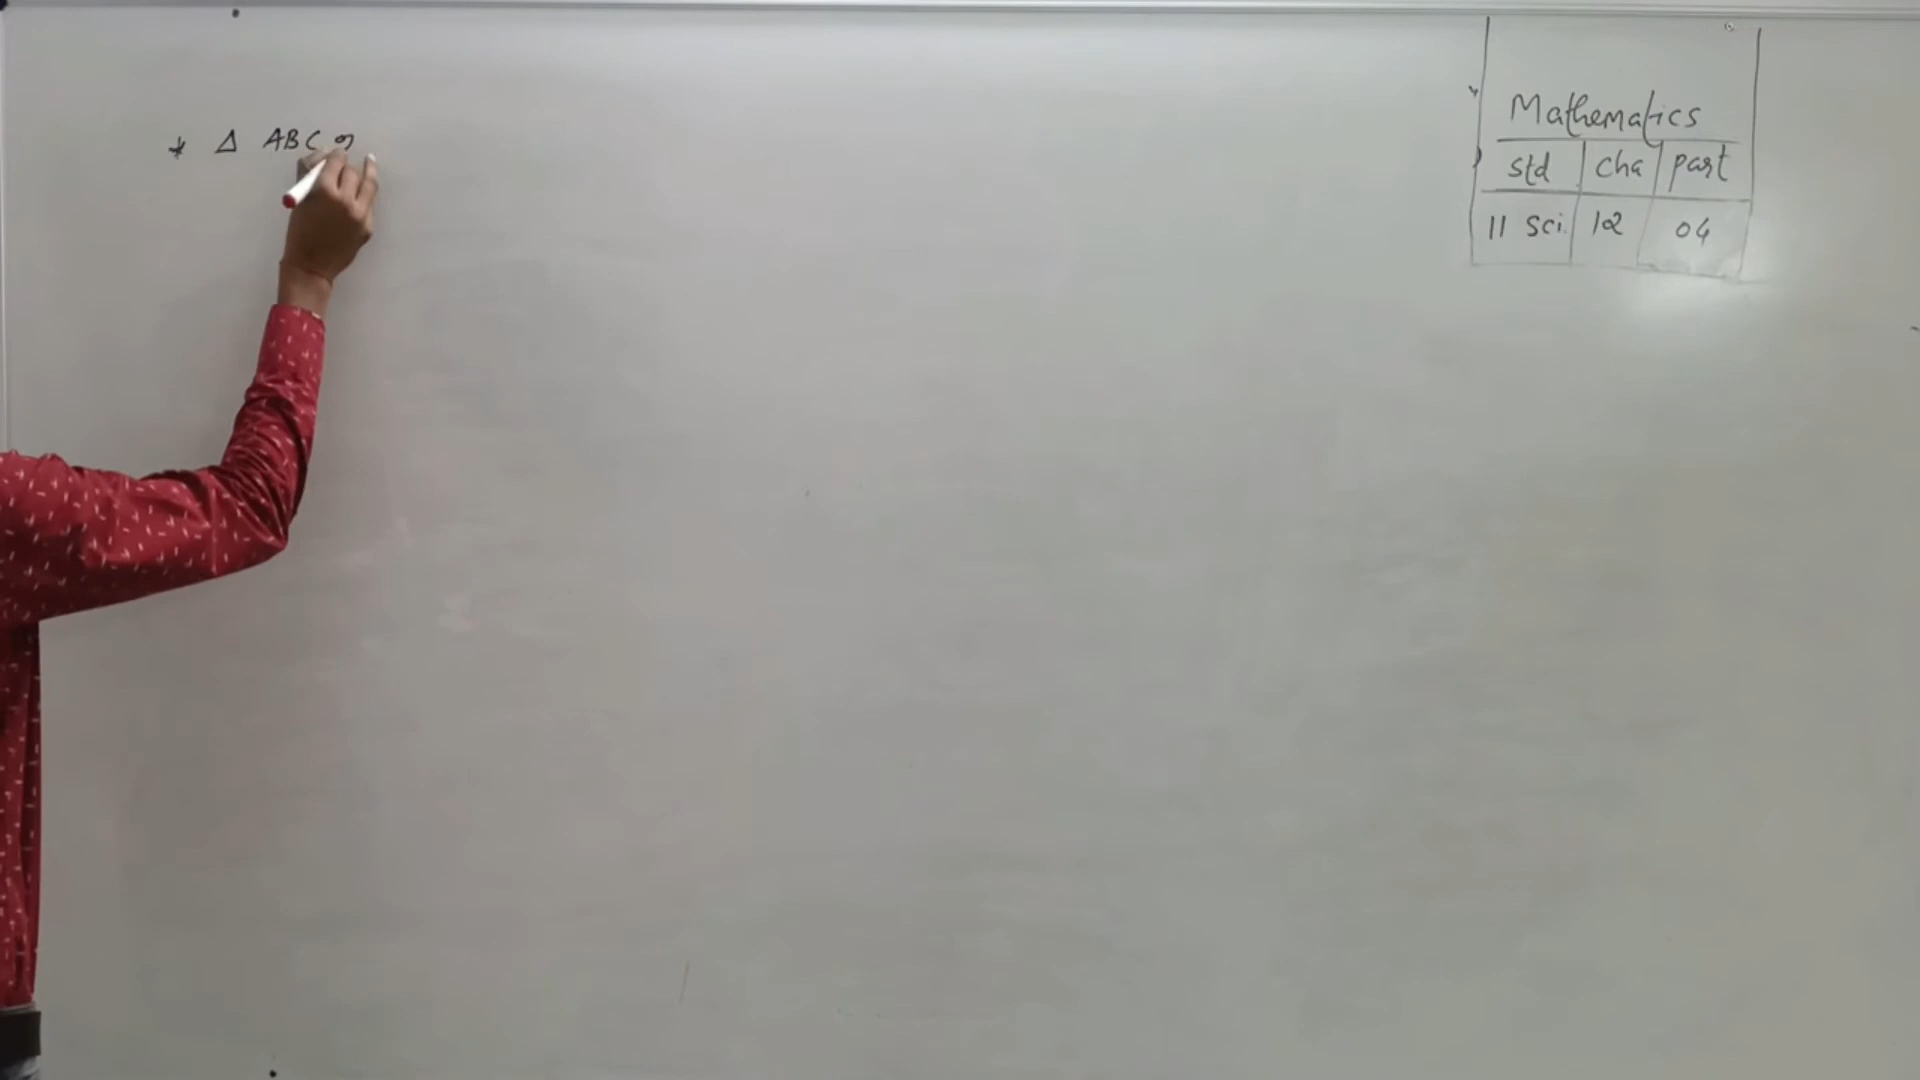 * Δ ABC
Mathematics
std cha part
11 sci. 12 04